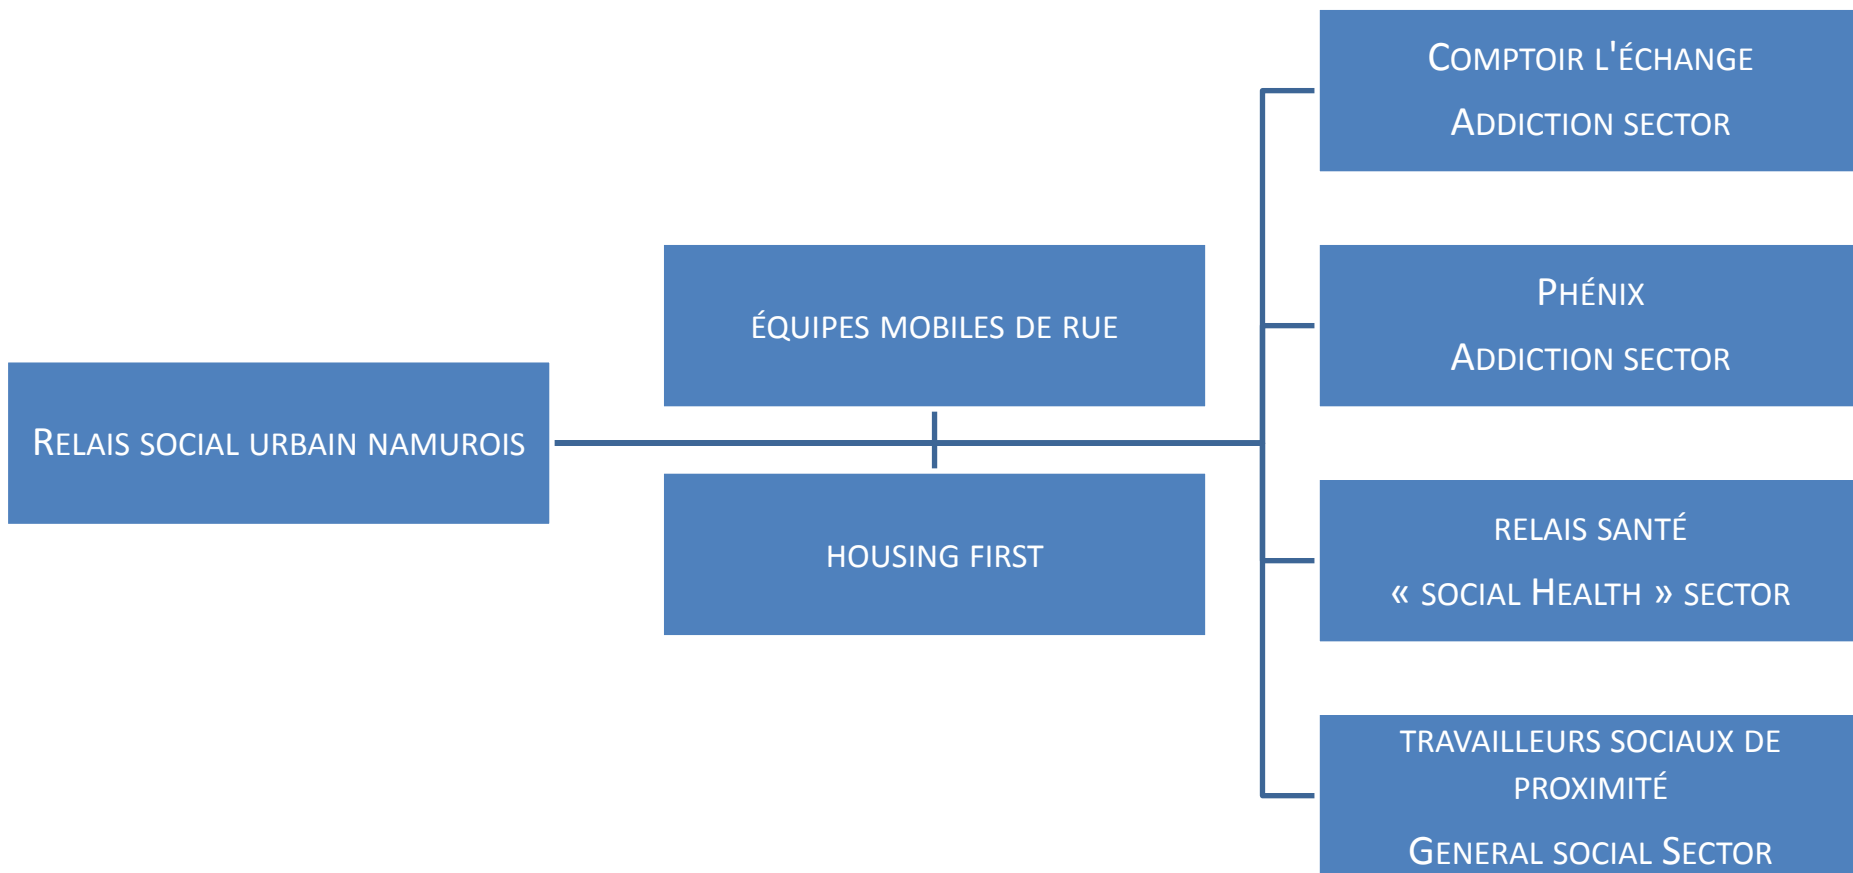 Relais social urbain namurois
équipes mobiles de rue
housing first
Comptoir l'échange
Addiction sector
Phénix
Addiction sector
relais santé
« social Health » sector
travailleurs sociaux de
proximité
General social Sector